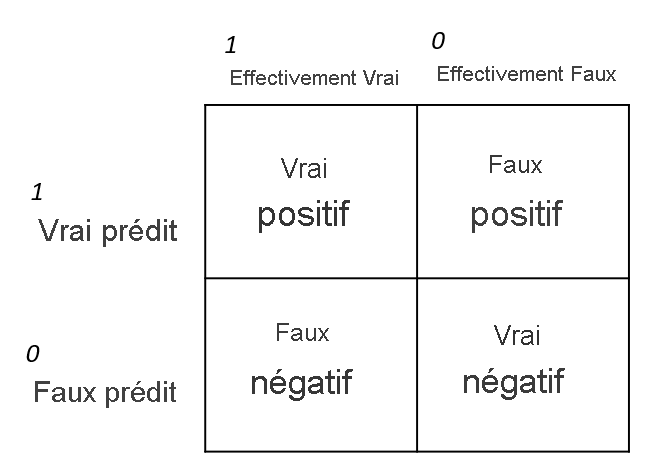 1
0
Effectivement Vrai
Effectivement Faux
Vrai
positif
Faux
positif
1
Vrai prédit
Faux
négatif
Vrai
négatif
0
Faux prédit